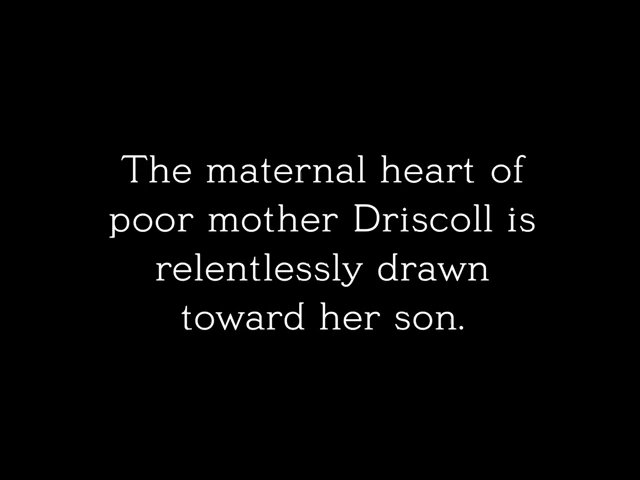 The maternal heart of
poor mother Driscoll is
relentlessly drawn
toward her son.